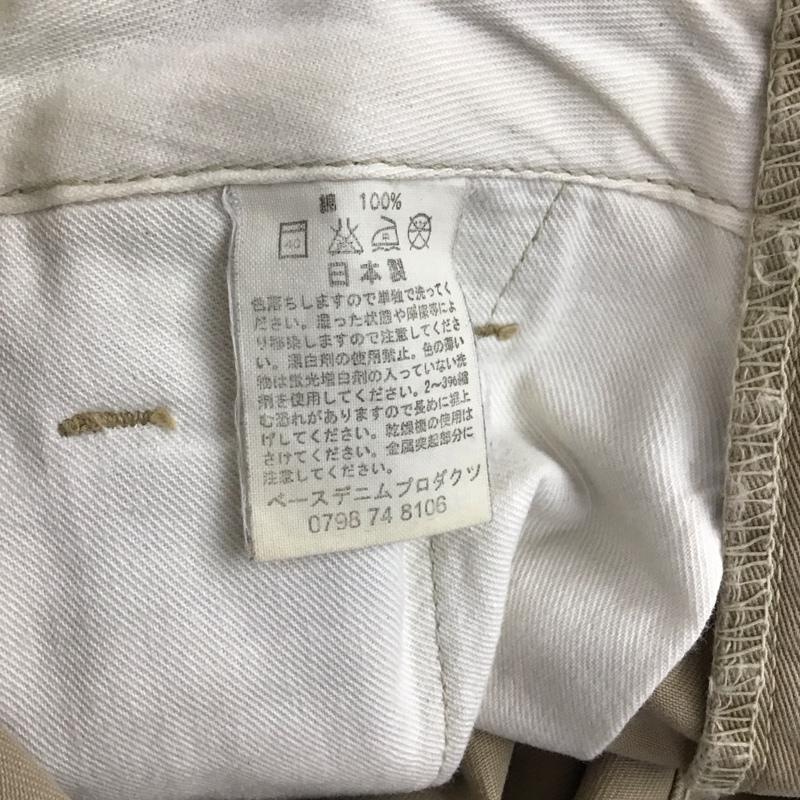 綿 100%
40
日本製
色落ちしますので単独で洗ってく
ださい。湿った状態や摩擦等によ
り移染しますので注意してくださ
い。漂白剤の使用禁止。色の薄い
物は蛍光増白剤の入っていない洗
剤を使用してください。2〜3%縮
む恐れがありますので長めに裾上
げしてください。乾燥機の使用は
さけてください。金属突起部分に
注意してください。
ベースデニムプロダクツ
0798 74 8106